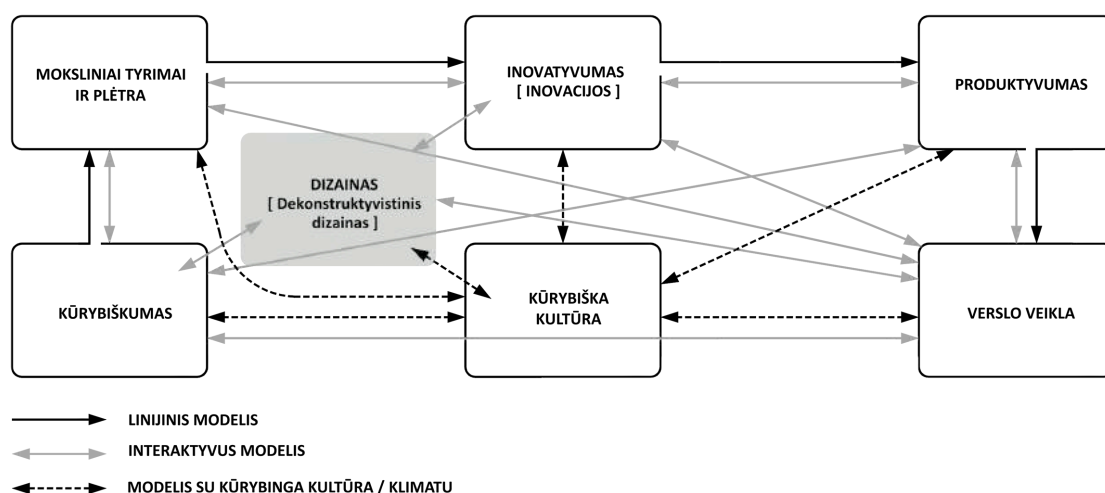 MOKSLINIAI TYRIMAI
IR PLĖTRA
INOVATYVUMAS
[ INOVACIJOS ]
PRODUKTYVUMAS
DIZAINAS
[ Dekonstruktyvistinis
dizainas ]
KŪRYBIŠKUMAS
KŪRYBIŠKA
KULTŪRA
VERSLO VEIKLA
LINIJINIS MODELIS
INTERAKTYVUS MODELIS
MODELIS SU KŪRYBINGA KULTŪRA / KLIMATU